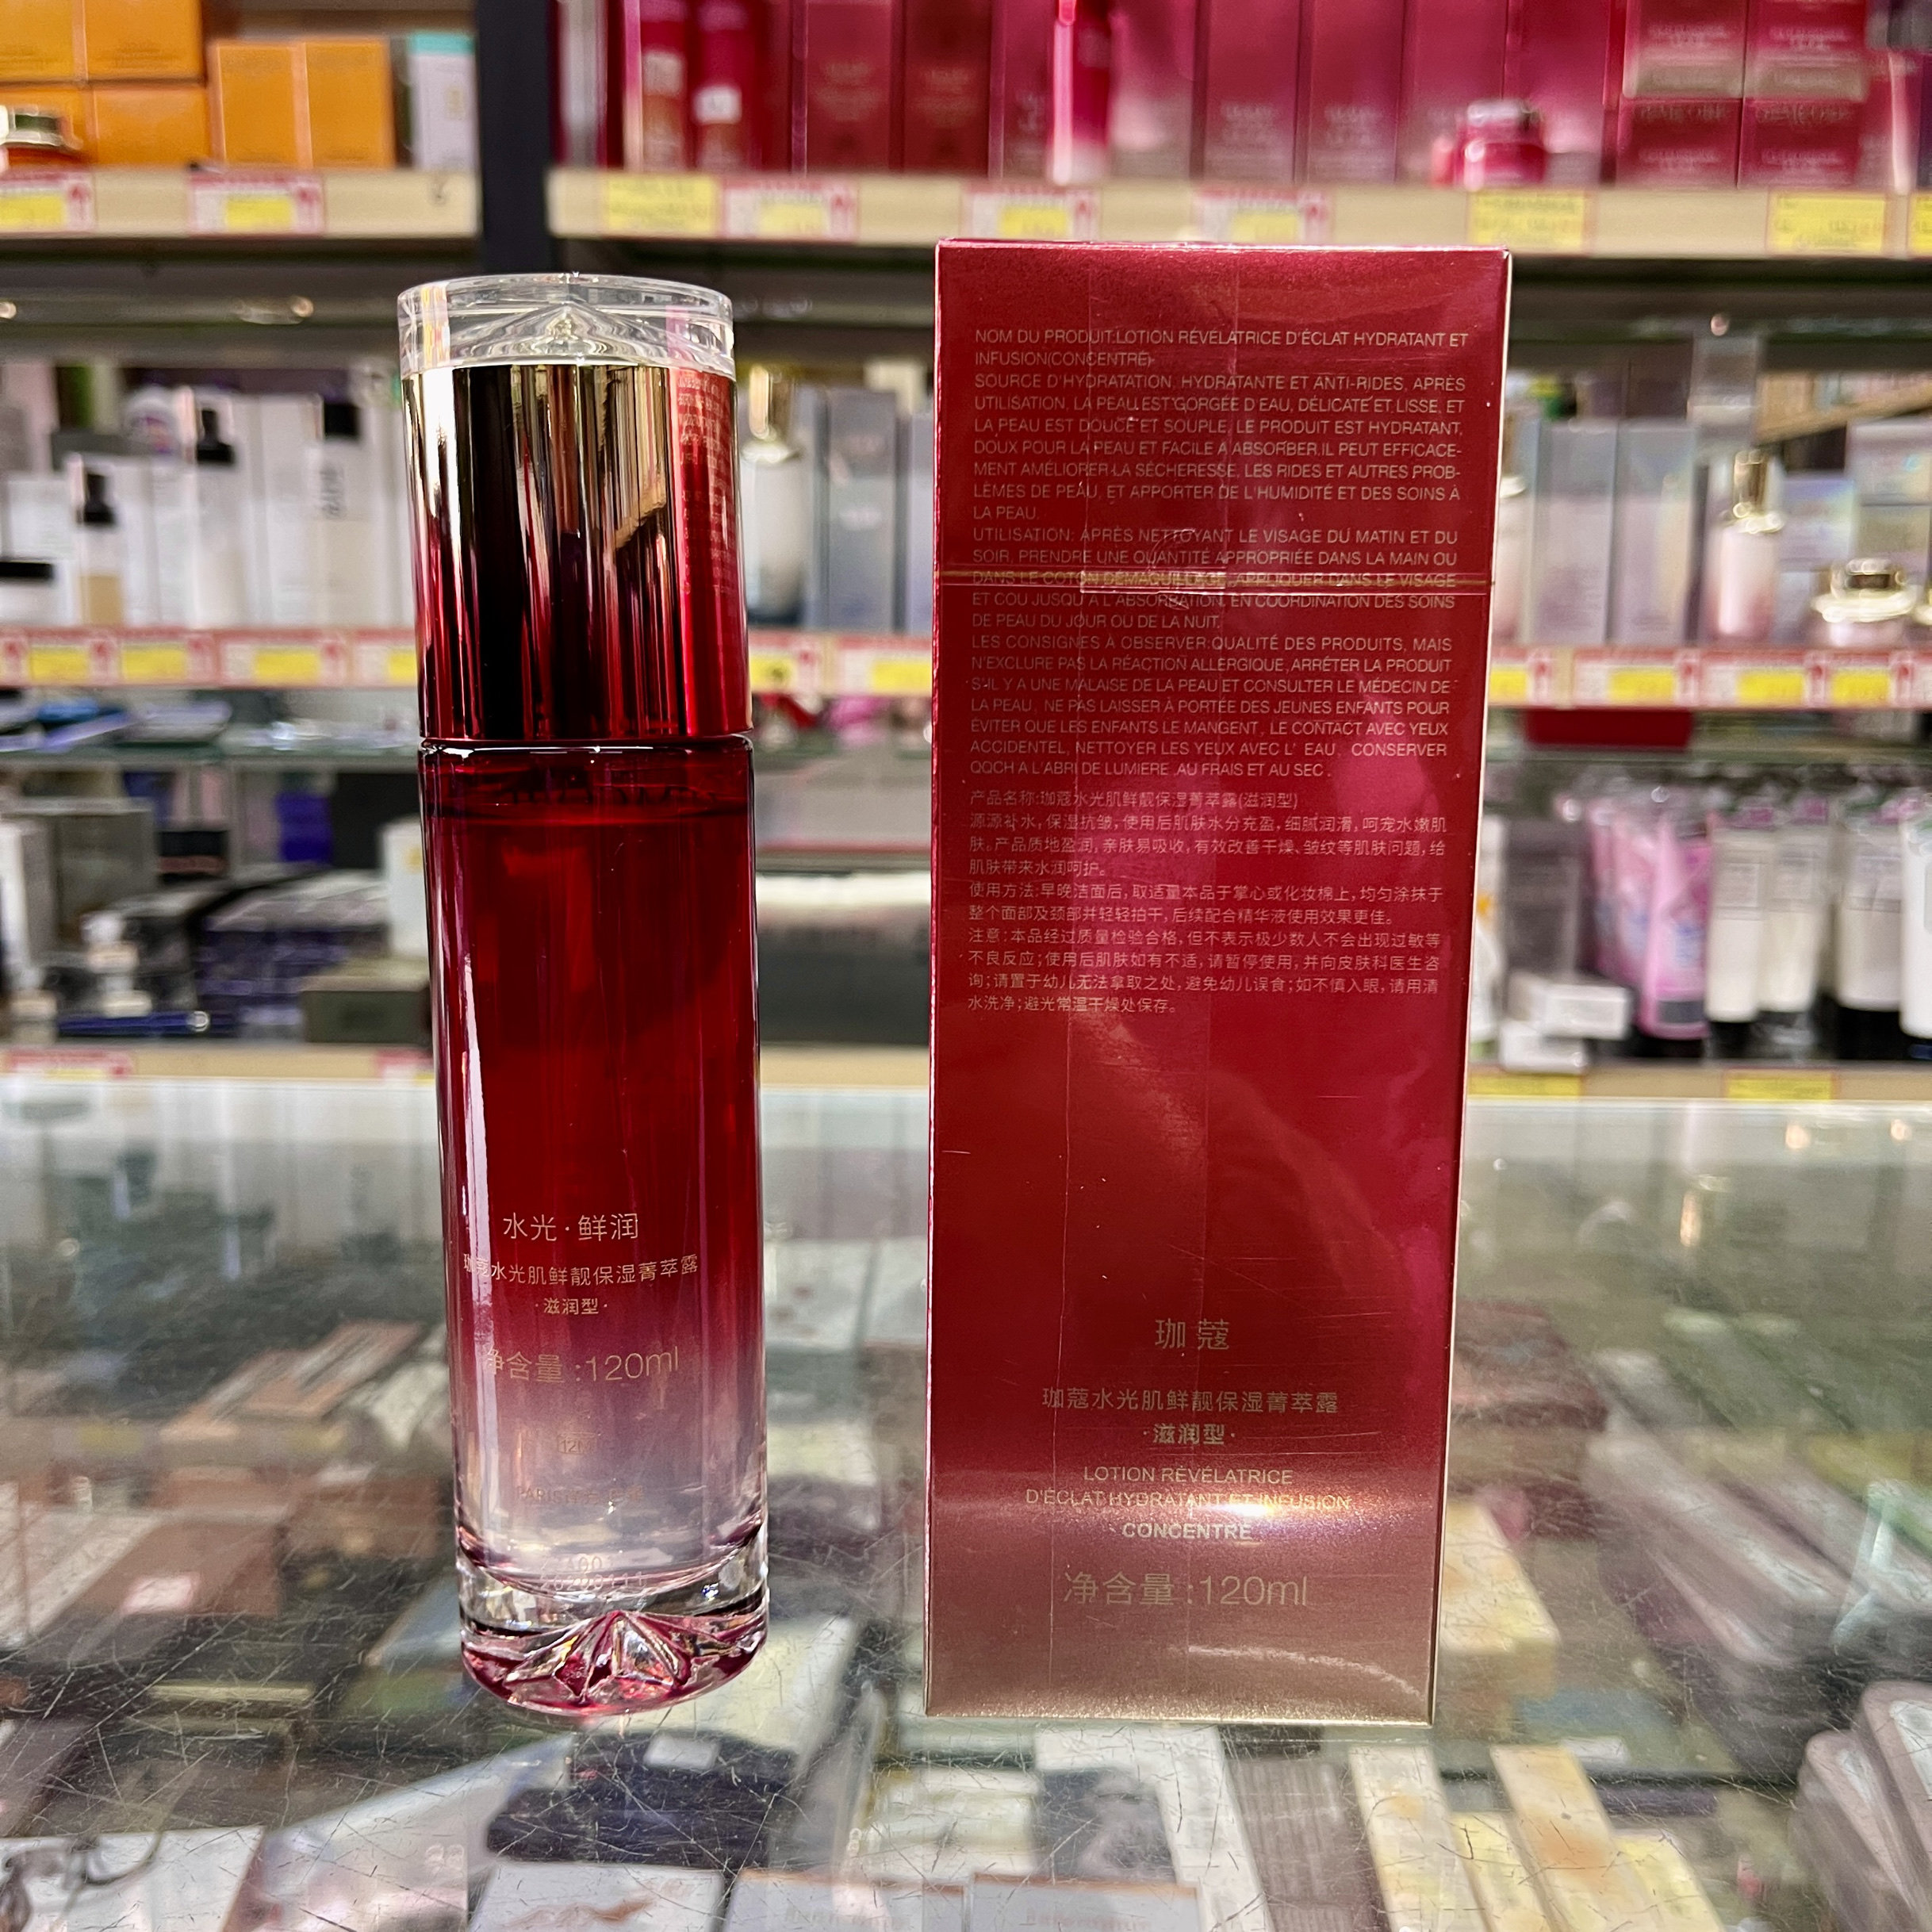 水光·鲜润
珈蔻水光肌鲜靓保湿菁萃露
·滋润型·
净含量:120ml
NOM DU PRODUIT:LOTION RÉVÉLATRICE D'ÉCLAT HYDRATANT ET
INFUSION(CONCENTRÉ)
SOURCE D'HYDRATATION, HYDRATANTE ET ANTI-RIDES, APRÈS
UTILISATION, LA PEAU EST GORGÉE D'EAU, DÉLICATE ET LISSE, ET
LA PEAU EST DOUCE ET SOUPLE, LE PRODUIT EST HYDRATANT,
DOUX POUR LA PEAU ET FACILE À ABSORBER.IL PEUT EFFICACE-
MENT AMÉLIORER LA SÉCHERESSE, LES RIDES ET AUTRES PROB-
LÈMES DE PEAU, ET APPORTER DE L'HUMIDITÉ ET DES SOINS À
LA PEAU.
UTILISATION: APRÈS NETTOYANT LE VISAGE DU MATIN ET DU
SOIR, PRENDRE UNE QUANTITÉ APPROPRIÉE DANS LA MAIN OU
DANS LE COTON DÉMAQUILLAGE, APPLIQUER DANS LE VISAGE
ET COU JUSQU'À L'ABSORBATION, EN COORDINATION DES SOINS
DE PEAU DU JOUR OU DE LA NUIT.
LES CONSIGNES À OBSERVER:QUALITÉ DES PRODUITS, MAIS
N'EXCLURE PAS LA RÉACTION ALLERGIQUE, ARRÉTER LA PRODUIT
S'IL Y A UNE MALAISE DE LA PEAU ET CONSULTER LE MÉDECIN DE
LA PEAU, NE PAS LAISSER À PORTÉE DES JEUNES ENFANTS POUR
ÉVITER QUE LES ENFANTS LE MANGENT, LE CONTACT AVEC YEUX
ACCIDENTEL, NETTOYER LES YEUX AVEC L' EAU CONSERVER
QQCH A L'ABRI DE LUMIERE ,AU FRAIS ET AU SEC .
产品名称:珈蔻水光肌鲜靓保湿菁萃露(滋润型)
源源补水,保湿抗皱,使用后肌肤水分充盈,细腻润滑,呵宠水嫩肌
肤。产品质地盈润,亲肤易吸收,有效改善干燥、皱纹等肌肤问题,给
肌肤带来水润呵护。
使用方法:早晚洁面后,取适量本品于掌心或化妆棉上,均匀涂抹于
整个面部及颈部并轻轻拍干,后续配合精华液使用效果更佳。
注意:本品经过质量检验合格,但不表示极少数人不会出现过敏等
不良反应;使用后肌肤如有不适,请暂停使用,并向皮肤科医生咨
询;请置于幼儿无法拿取之处,避免幼儿误食;如不慎入眼,请用清
水洗净;避光常温干燥处保存。
珈蔻
珈蔻水光肌鲜靓保湿菁萃露
·滋润型·
LOTION RÉVÉLATRICE
D'ÉCLAT HYDRATANT ET INFUSION
CONCENTRÉ
净含量:120ml